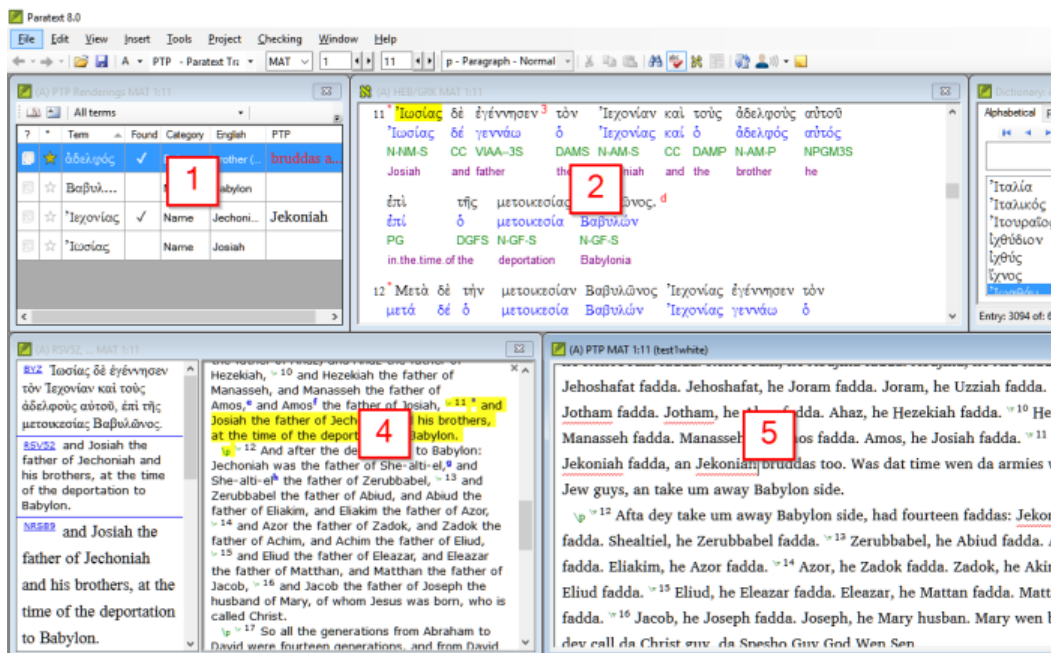 Paratext 8.0
File Edit View Insert Tools Project Checking Window Help
A PTP - Paratext Tra MAT 1 11 p - Paragraph - Normal
(A) PTP Renderings MAT 1:11
All terms
? * Term Found Category English PTP
ἀδελφός brother (... bruddas a...
Βαβυλ... Babylon
Ἰεχονίας Name Jechoni... Jekoniah
Ἰωσίας Name Josiah
1
(A) HEB/GRK MAT 1:11
11 * Ἰωσίας δὲ ἐγέννησεν 3 τὸν Ἰεχονίαν καὶ τοὺς ἀδελφοὺς αὐτοῦ
Ἰωσίας δέ γεννάω ὁ Ἰεχονίας καί ὁ ἀδελφός αὐτός
N-NM-S CC VIAA--3S DAMS N-AM-S CC DAMP N-AM-P NPGM3S
Josiah and father the and the brother he
ἐπὶ τῆς μετοικεσίας d
ἐπί ὁ μετοικεσία Βαβυλών
PG DGFS N-GF-S N-GF-S
in.the.time.of the deportation Babylonia
12 * Μετὰ δὲ τὴν μετοικεσίαν Βαβυλῶνος Ἰεχονίας ἐγέννησεν τὸν
μετά δέ ὁ μετοικεσία Βαβυλών Ἰεχονίας γεννάω ὁ
2
Dictionary:
Alphabetical
Ἰταλία
Ἰταλικός
Ἰτουραῖος
ἰχθύδιον
ἰχθύς
ἴχνος
Ἰωαθάμ
Entry: 3094 of: 6
(A) RSV52, ... MAT 1:11
BYZ Ἰωσίας δὲ ἐγέννησεν
τὸν Ἰεχονίαν καὶ τοὺς
ἀδελφοὺς αὐτοῦ, ἐπὶ τῆς
μετοικεσίας Βαβυλῶνος.
RSV52 and Josiah the
father of Jechoniah and
his brothers, at the time
of the deportation to
Babylon.
NRS89 and Josiah the
father of Jechoniah
and his brothers, at the
time of the deportation
to Babylon.
Hezekiah, 10 and Hezekiah the father of
Manasseh, and Manasseh the father of
Amos,e and Amosf the father of Josiah, 11 * and
Josiah the father of Jech his brothers,
at the time of the deport Babylon.
\p 12 And after the de to Babylon:
Jechoniah was the father of She-alti-el,g and
She-alti-elh the father of Zerubbabel, 13 and
Zerubbabel the father of Abiud, and Abiud the
father of Eliakim, and Eliakim the father of Azor,
14 and Azor the father of Zadok, and Zadok the
father of Achim, and Achim the father of Eliud,
15 and Eliud the father of Eleazar, and Eleazar
the father of Matthan, and Matthan the father of
Jacob, 16 and Jacob the father of Joseph the
husband of Mary, of whom Jesus was born, who is
called Christ.
\p 17 So all the generations from Abraham to
David were fourteen generations, and from David
4
(A) PTP MAT 1:11 (test1white)
Jehoshafat fadda. Jehoshafat, he Joram fadda. Joram, he Uzziah fadda.
Jotham fadda. Jotham, he fadda. Ahaz, he Hezekiah fadda. 10 He
Manasseh fadda. Manasseh fadda. Amos, he Josiah fadda. 11
Jekoniah fadda, an Jekoniah bruddas too. Was dat time wen da armies
Jew guys, an take um away Babylon side.
\p 12 Afta dey take um away Babylon side, had fourteen faddas: Jekon
fadda. Shealtiel, he Zerubbabel fadda. 13 Zerubbabel, he Abiud fadda.
fadda. Eliakim, he Azor fadda. 14 Azor, he Zadok fadda. Zadok, he Akim
Eliud fadda. 15 Eliud, he Eleazar fadda. Eleazar, he Mattan fadda. Matt
fadda. 16 Jacob, he Joseph fadda. Joseph, he Mary husban. Mary wen
dey call da Christ guy, da Spesho Guy God Wen Sen
5